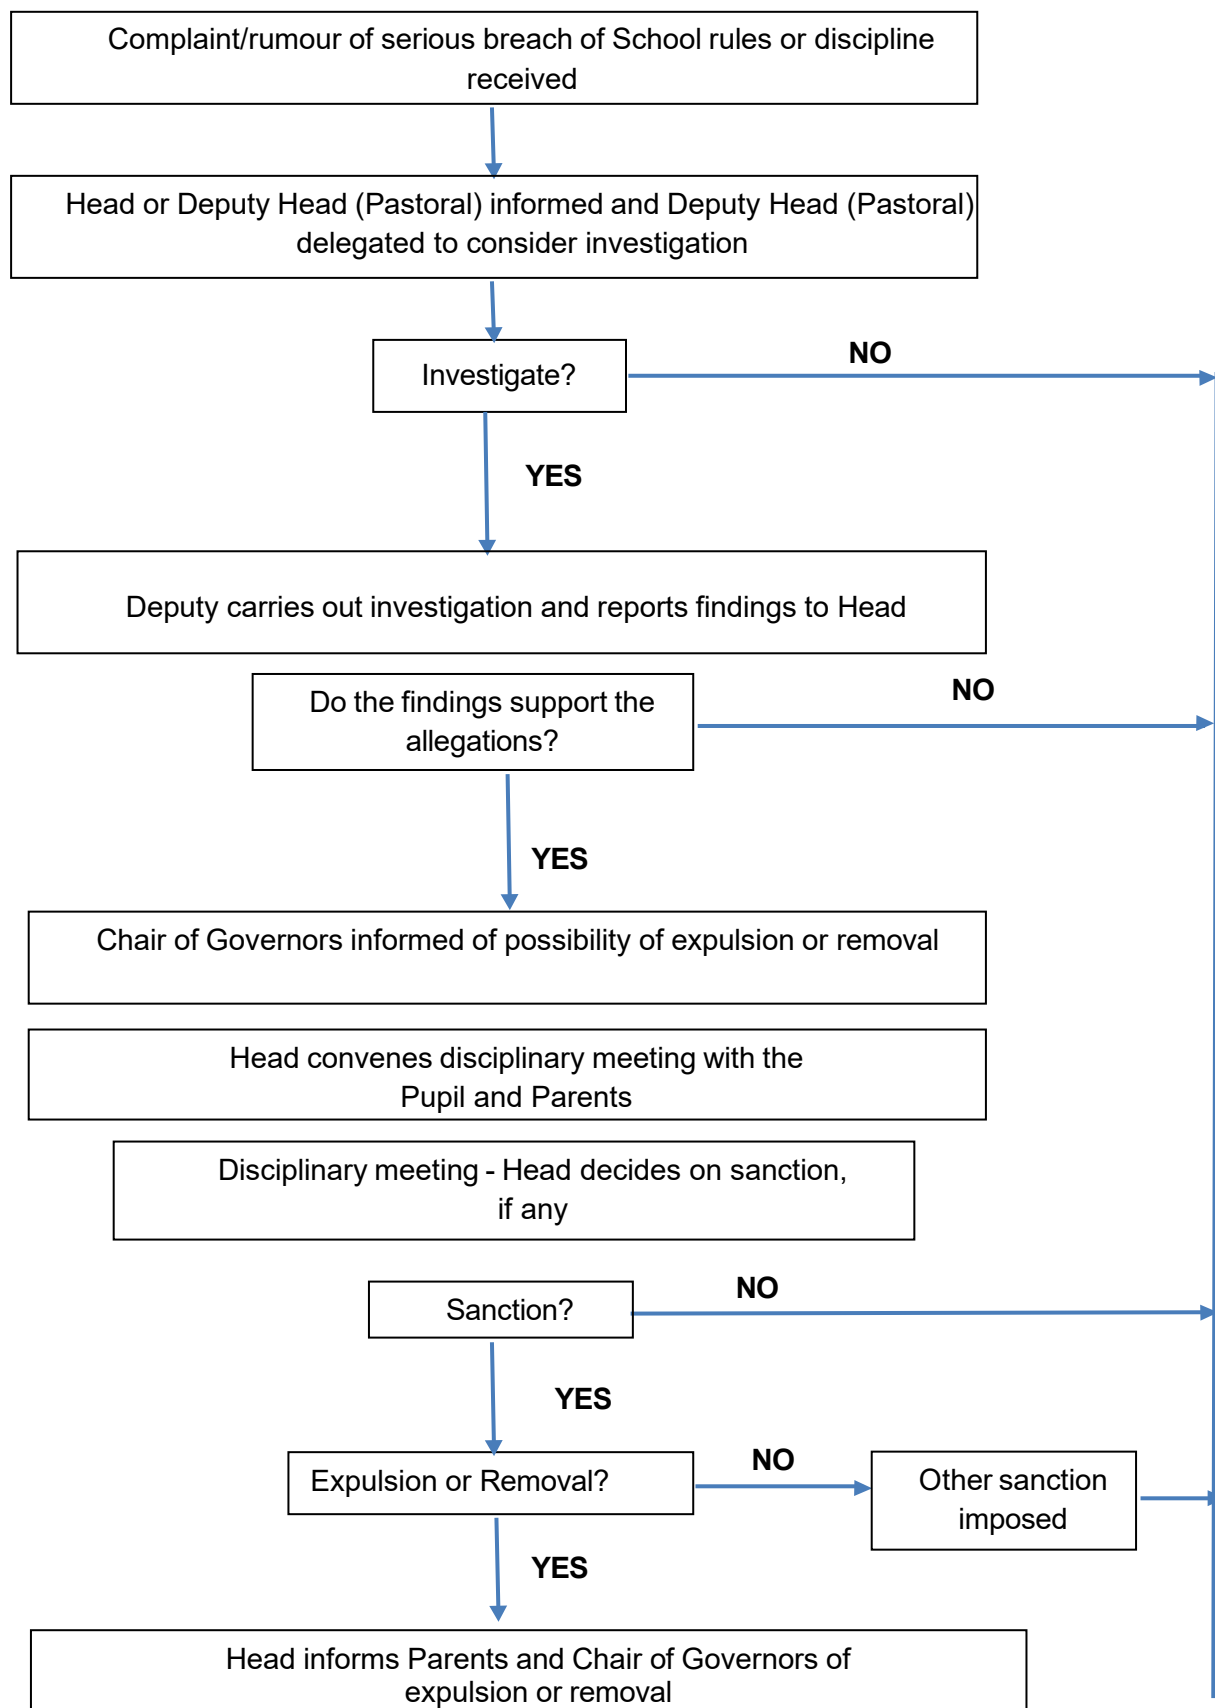 Complaint/rumour of serious breach of School rules or discipline
received
Head or Deputy Head (Pastoral) informed and Deputy Head (Pastoral)
delegated to consider investigation
Investigate?
NO
YES
Deputy carries out investigation and reports findings to Head
Do the findings support the
allegations?
NO
YES
Chair of Governors informed of possibility of expulsion or removal
Head convenes disciplinary meeting with the
Pupil and Parents
Disciplinary meeting - Head decides on sanction,
if any
Sanction?
NO
YES
Expulsion or Removal?
NO
Other sanction
imposed
YES
Head informs Parents and Chair of Governors of
expulsion or removal